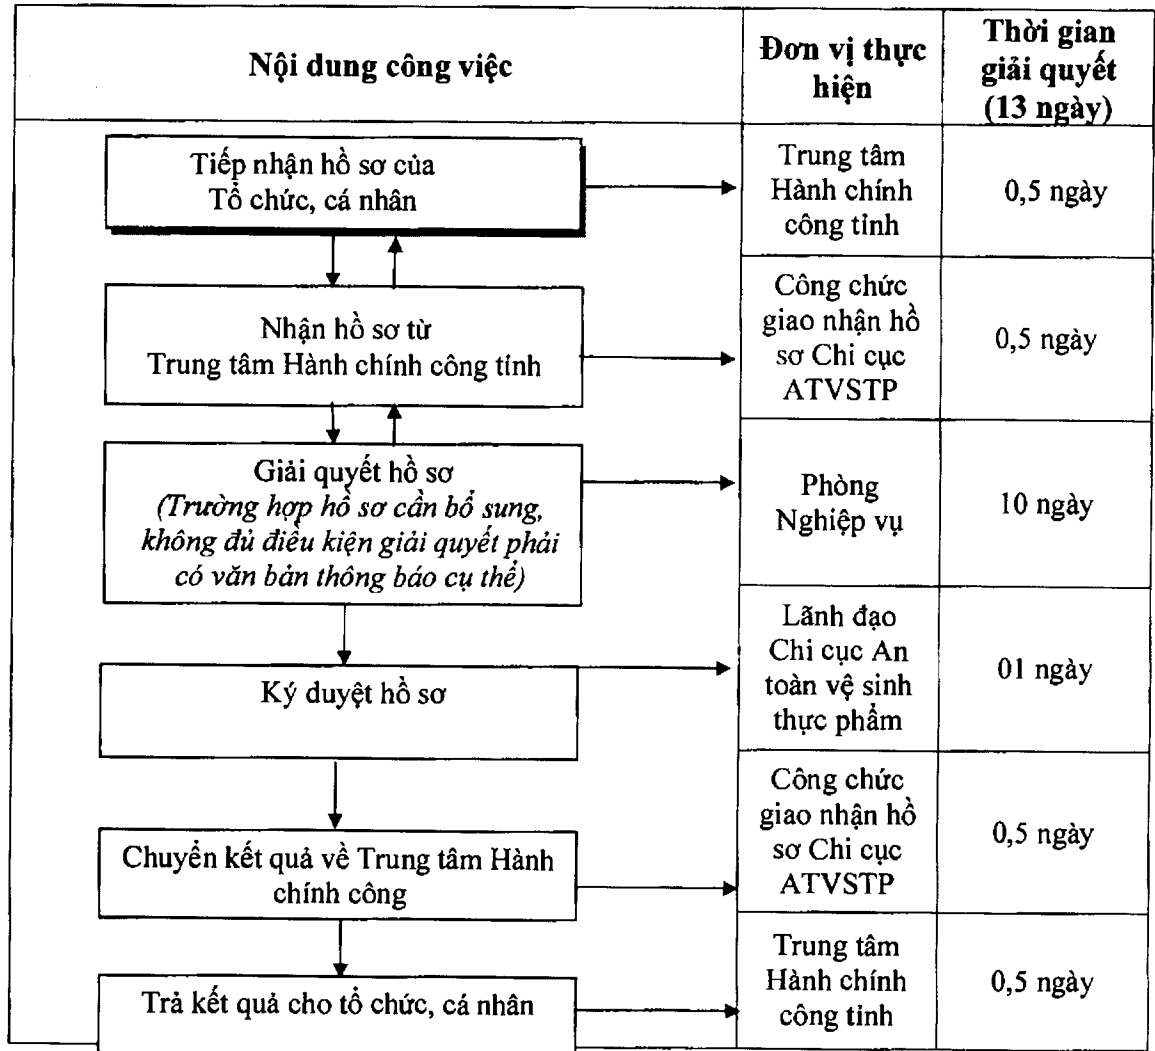 Nội dung công việc
Đơn vị thực
hiện
Thời gian
giải quyết
(13 ngày)
Tiếp nhận hồ sơ của
Tổ chức, cá nhân
Trung tâm
Hành chính
công tỉnh
0,5 ngày
Nhận hồ sơ từ
Trung tâm Hành chính công tỉnh
Công chức
giao nhận hồ
sơ Chi cục
ATVSTP
0,5 ngày
Giải quyết hồ sơ
(Trường hợp hồ sơ cần bổ sung,
không đủ điều kiện giải quyết phải
có văn bản thông báo cụ thể)
Phòng
Nghiệp vụ
10 ngày
Ký duyệt hồ sơ
Lãnh đạo
Chi cục An
toàn vệ sinh
thực phẩm
01 ngày
Chuyển kết quả về Trung tâm Hành
chính công
Công chức
giao nhận hồ
sơ Chi cục
ATVSTP
0,5 ngày
Trả kết quả cho tổ chức, cá nhân
Trung tâm
Hành chính
công tỉnh
0,5 ngày